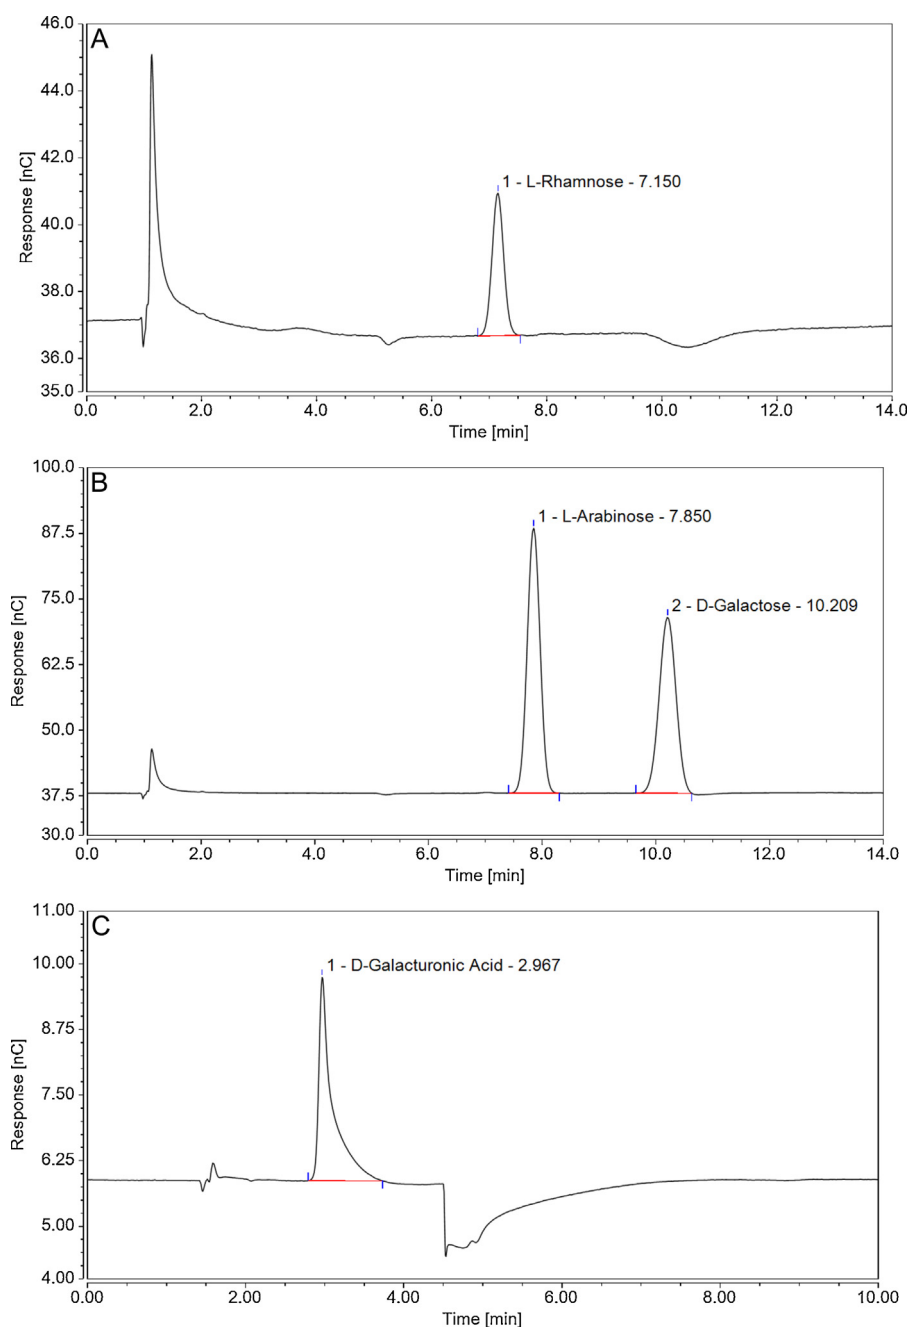 A
46.0
44.0
42.0
40.0
38.0
36.0
35.0
Response [nC]
1 - L-Rhamnose - 7.150
0.0 2.0 4.0 6.0 8.0 10.0 12.0 14.0
Time [min]
B
100.0
87.5
75.0
62.5
50.0
37.5
30.0
Response [nC]
1 - L-Arabinose - 7.850
2 - D-Galactose - 10.209
0.0 2.0 4.0 6.0 8.0 10.0 12.0 14.0
Time [min]
C
11.00
10.00
8.75
7.50
6.25
5.00
4.00
Response [nC]
1 - D-Galacturonic Acid - 2.967
0.00 2.00 4.00 6.00 8.00 10.00
Time [min]